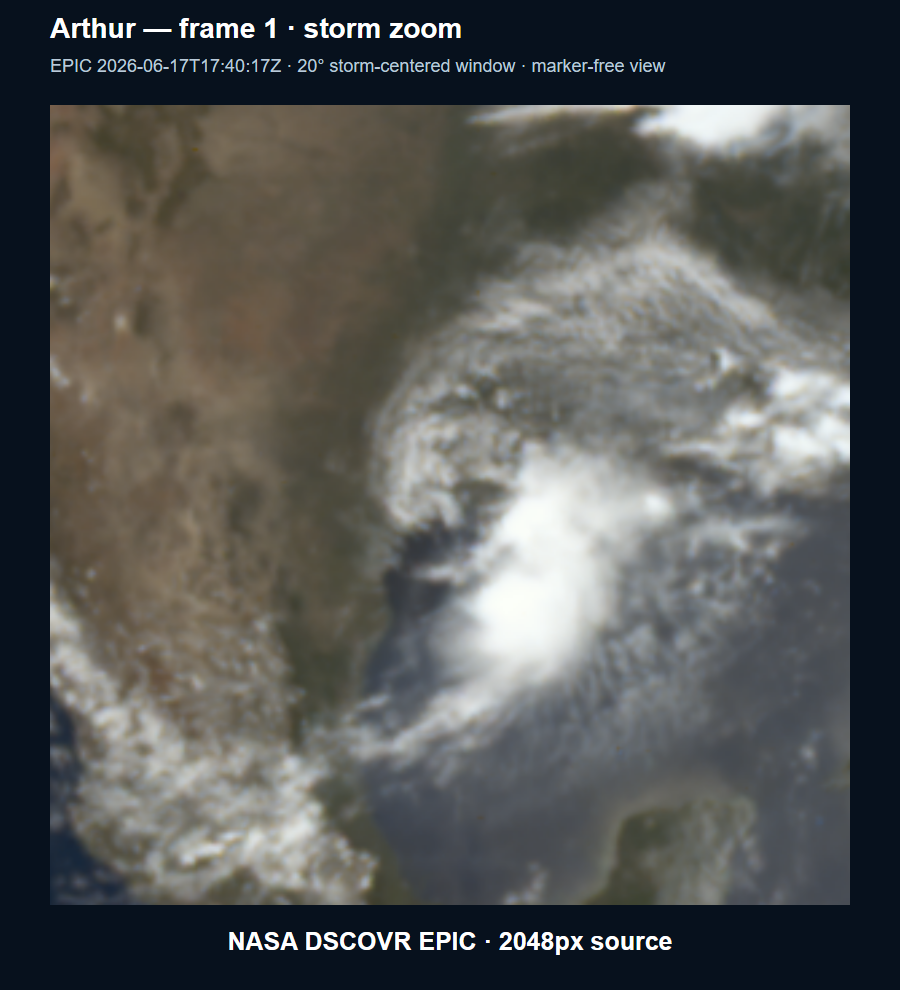 Arthur — frame 1 · storm zoom
EPIC 2026-06-17T17:40:17Z · 20° storm-centered window · marker-free view
NASA DSCOVR EPIC · 2048px source